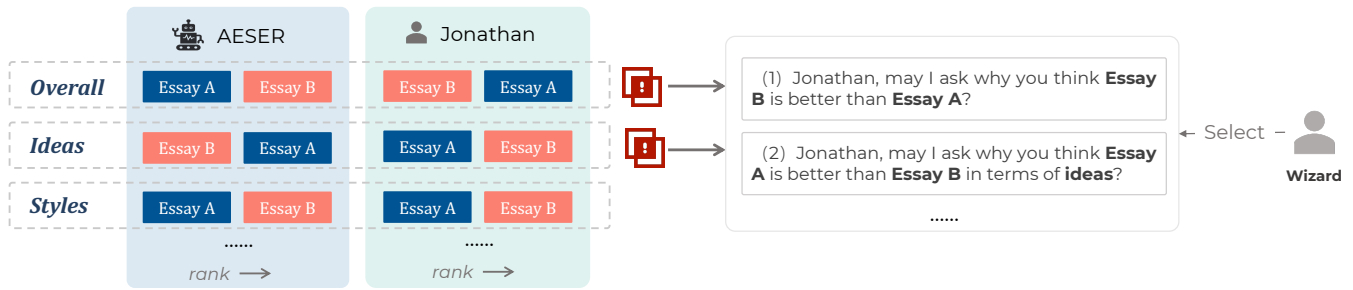 AESER
Jonathan
Overall
Essay A
Essay B
Essay B
Essay A
Ideas
Essay B
Essay A
Essay A
Essay B
Styles
Essay A
Essay B
Essay A
Essay B
......
......
rank
rank
(1) Jonathan, may I ask why you think Essay
B is better than Essay A?
(2) Jonathan, may I ask why you think Essay
A is better than Essay B in terms of ideas?
......
Select
Wizard